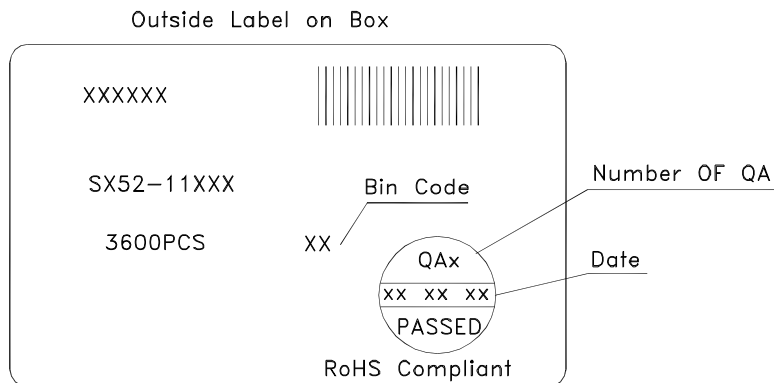 Outside Label on Box
XXXXXX
SX52-11XXX
Bin Code
Number OF QA
3600PCS
XX
QAx
Date
XX XX XX
PASSED
RoHS Compliant